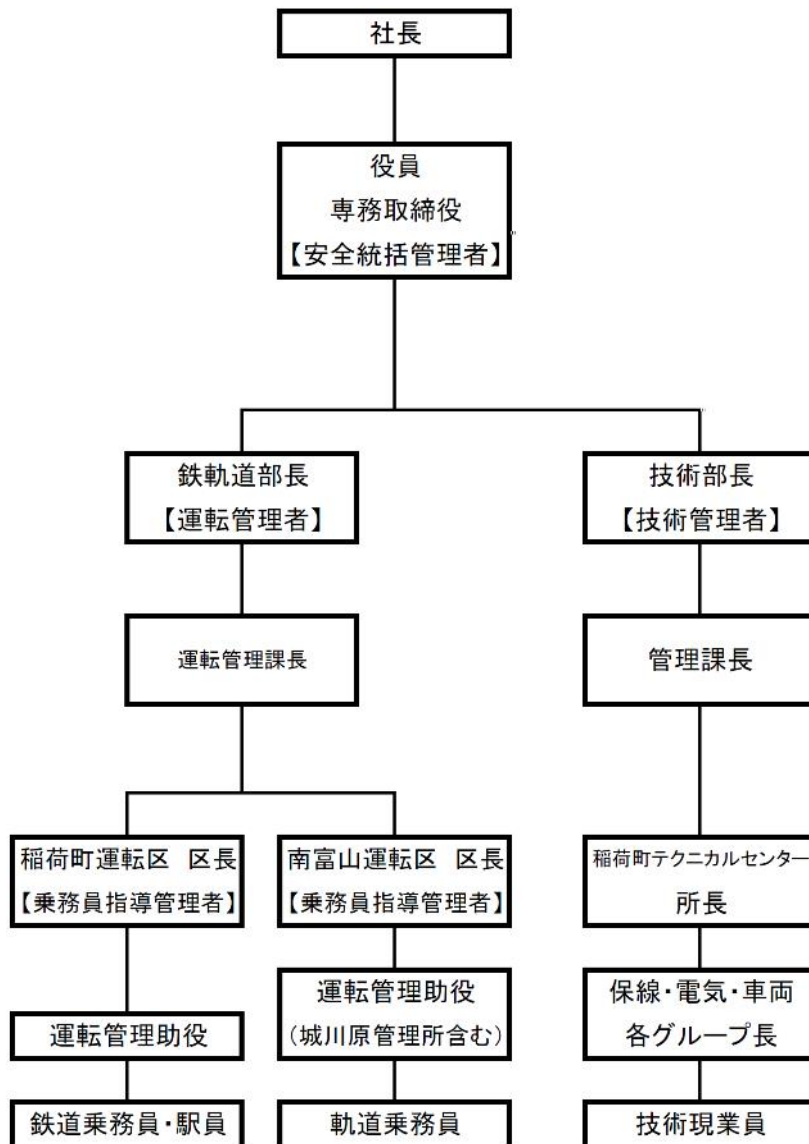 社長
役員
専務取締役
【安全統括管理者】
鉄軌道部長
【運転管理者】
技術部長
【技術管理者】
運転管理課長
管理課長
稲荷町運転区 区長
【乗務員指導管理者】
南富山運転区 区長
【乗務員指導管理者】
稲荷町テクニカルセンター
所長
運転管理助役
運転管理助役
(城川原管理所含む)
保線・電気・車両
各グループ長
鉄道乗務員・駅員
軌道乗務員
技術現業員